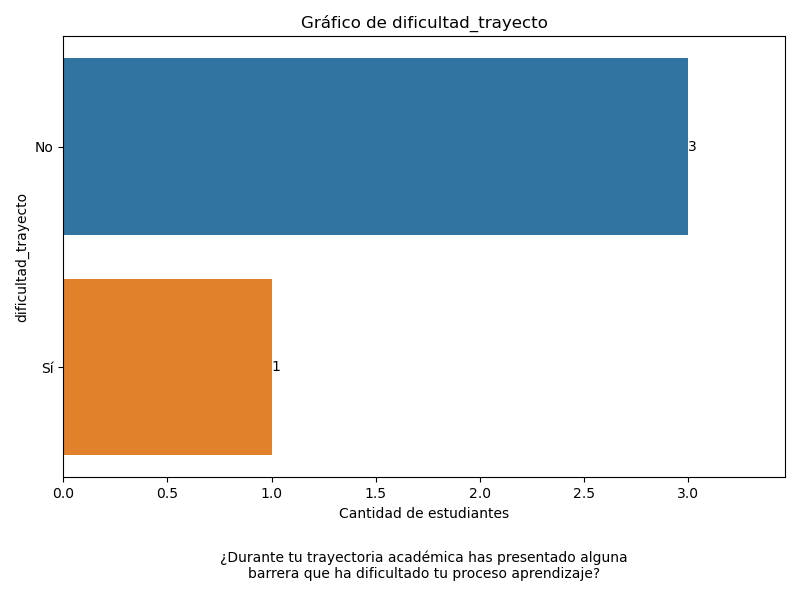 Gráfico de dificultad_trayecto
dificultad_trayecto
No
3
Sí
1
0.0 0.5 1.0 1.5 2.0 2.5 3.0
Cantidad de estudiantes
¿Durante tu trayectoria académica has presentado alguna
barrera que ha dificultado tu proceso aprendizaje?